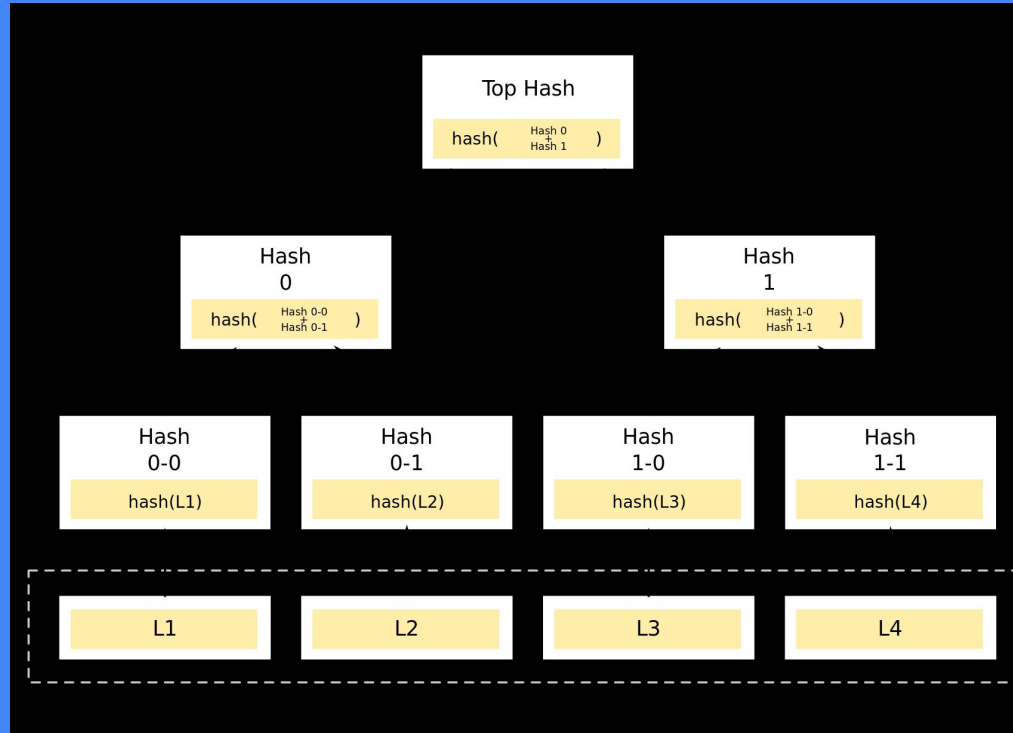 Top Hash
hash( Hash 0 + Hash 1 )
Hash
0
hash( Hash 0-0 + Hash 0-1 )
Hash
1
hash( Hash 1-0 + Hash 1-1 )
Hash
0-0
hash(L1)
Hash
0-1
hash(L2)
Hash
1-0
hash(L3)
Hash
1-1
hash(L4)
L1
L2
L3
L4